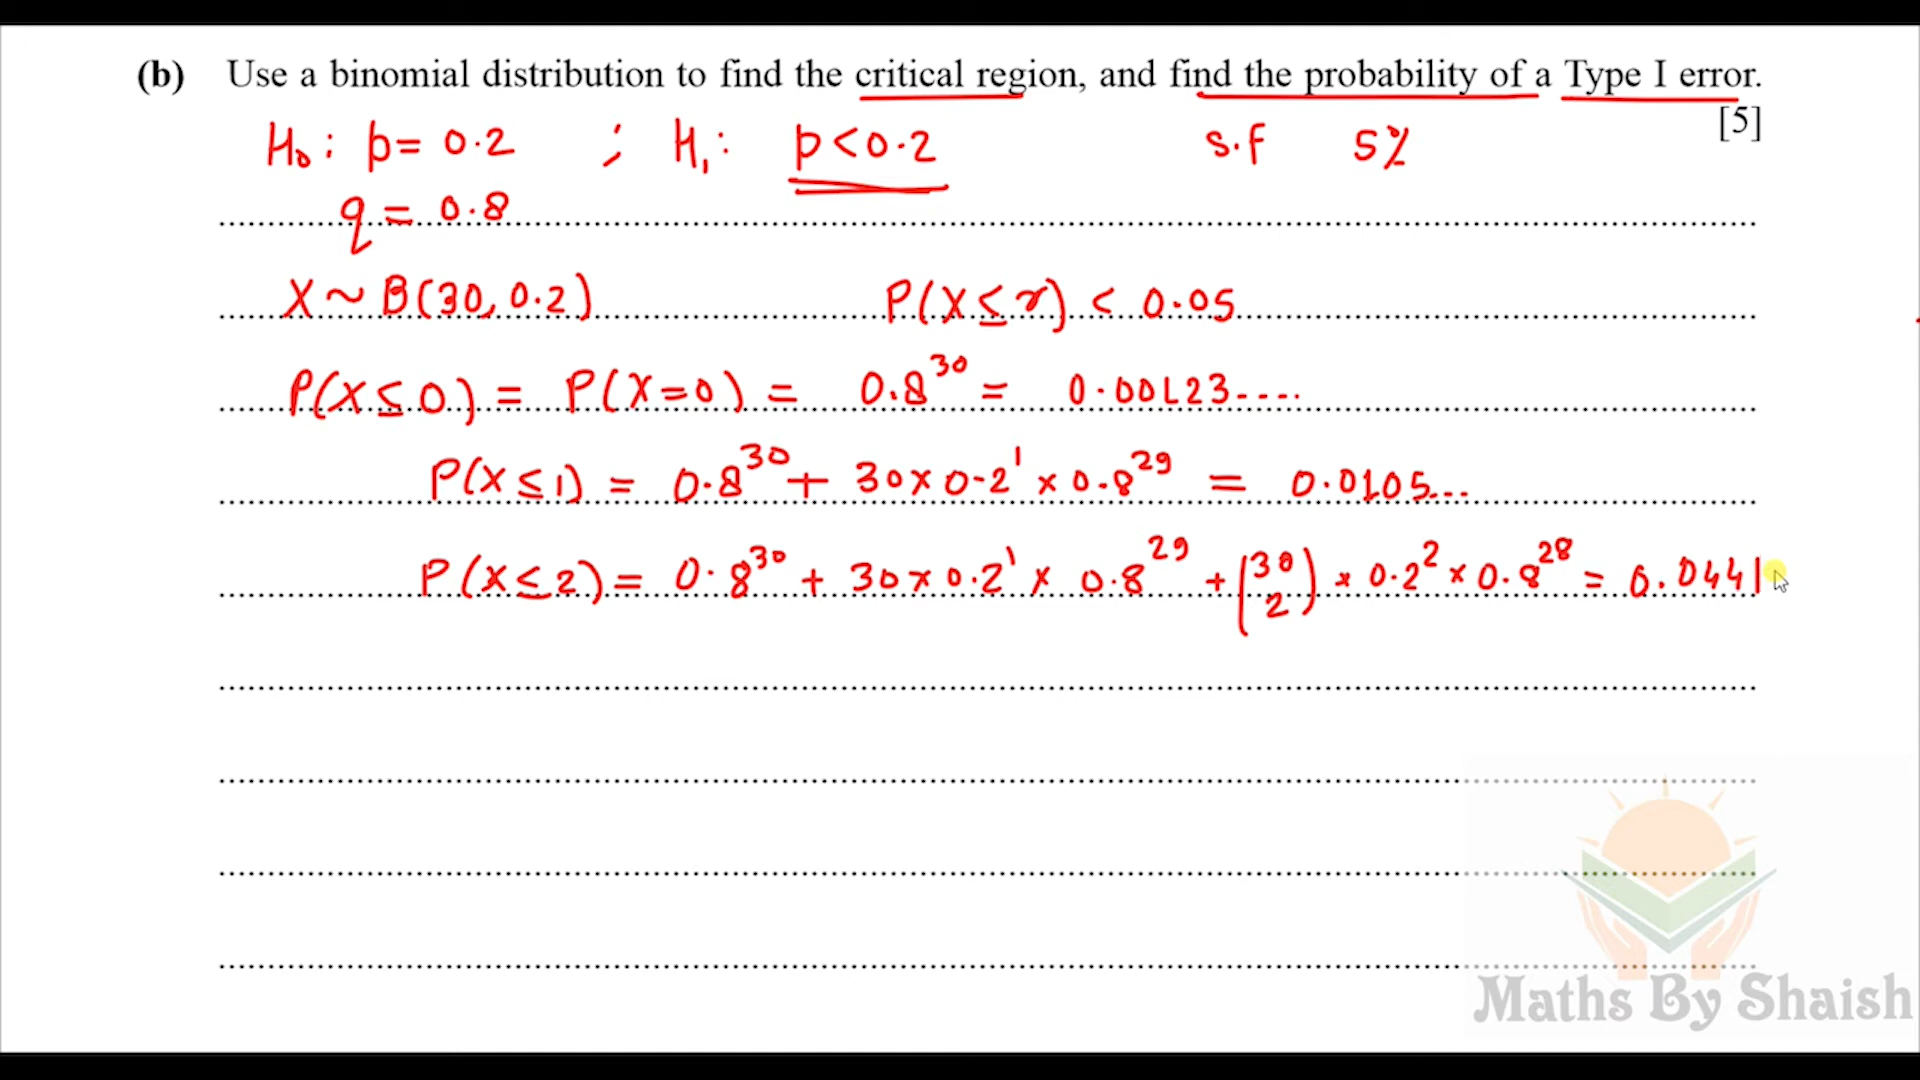 (b) Use a binomial distribution to find the critical region, and find the probability of a Type I error.
[5]
H₀ : p = 0.2 ; H₁ : p < 0.2 s.f 5%
q = 0.8
X ~ B(30, 0.2) P(X ≤ r) < 0.05
P(X ≤ 0) = P(X = 0) = 0.8³⁰ = 0.00123....
P(X ≤ 1) = 0.8³⁰ + 30 × 0.2¹ × 0.8²⁹ = 0.0105...
P(X ≤ 2) = 0.8³⁰ + 30 × 0.2¹ × 0.8²⁹ + (30 2) × 0.2² × 0.8²⁸ = 0.0441
Maths By Shaish